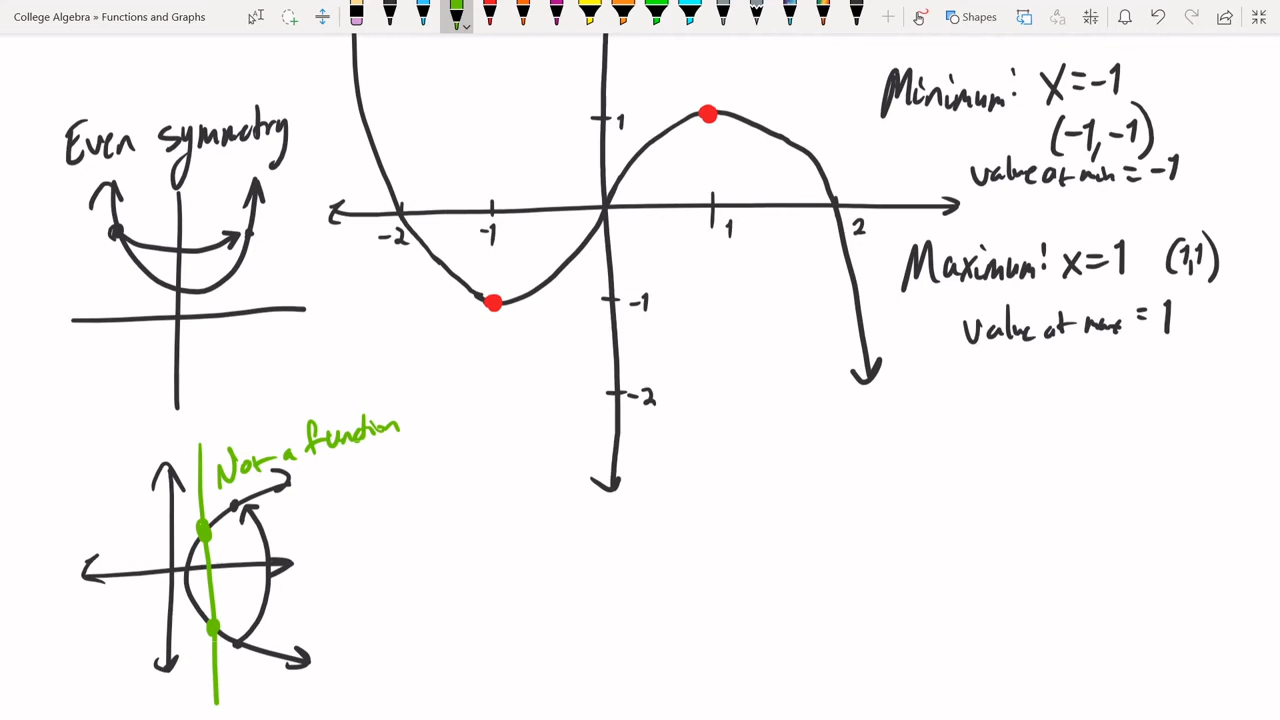 College Algebra » Functions and Graphs
Shapes
Even symmetry
1
-2
-1
1
2
-1
-2
Minimum: x=-1
(-1,-1)
value at min = -1
Maximum: x=1 (1,1)
value at max = 1
Not a function